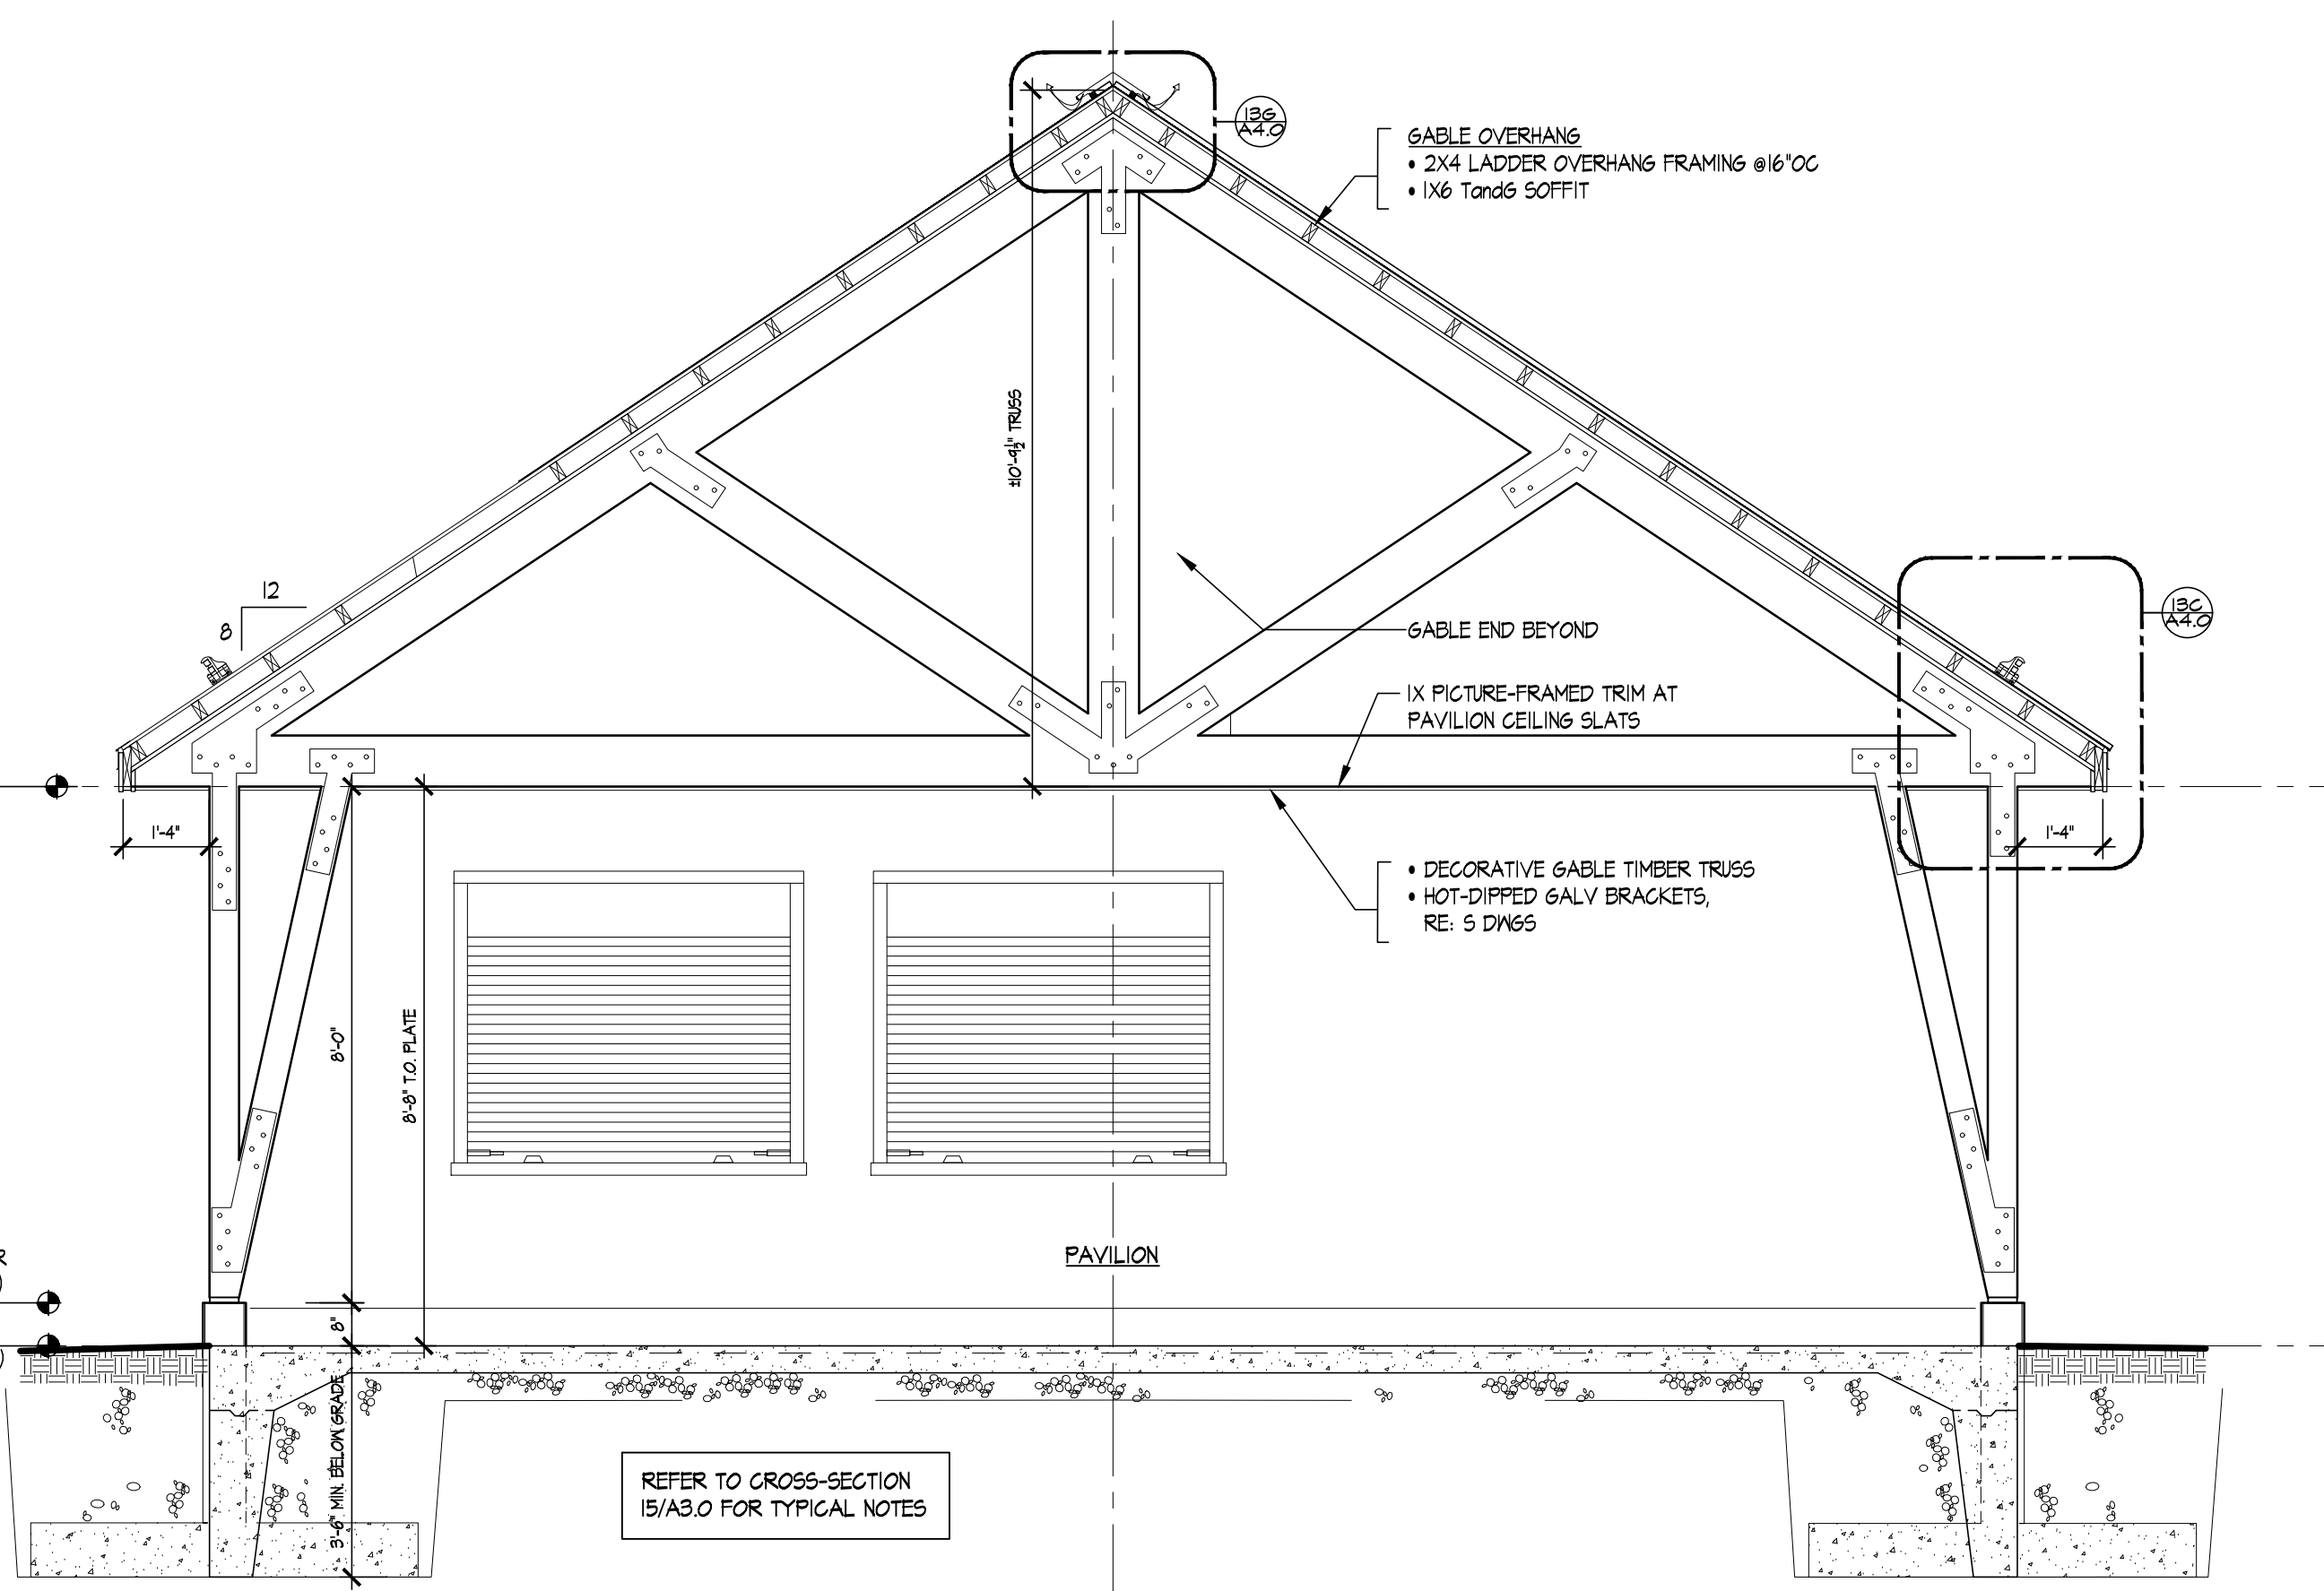 13G
A4.0
GABLE OVERHANG
• 2X4 LADDER OVERHANG FRAMING @16"OC
• 1X6 TandG SOFFIT
±10'-9½" TRUSS
12
8
13C
A4.0
GABLE END BEYOND
1X PICTURE-FRAMED TRIM AT
PAVILION CEILING SLATS
1'-4"
1'-4"
• DECORATIVE GABLE TIMBER TRUSS
• HOT-DIPPED GALV BRACKETS,
RE: S DWGS
8'-0"
8'-8" T.O. PLATE
PAVILION
8"
3'-6" MIN. BELOW GRADE
REFER TO CROSS-SECTION
15/A3.0 FOR TYPICAL NOTES